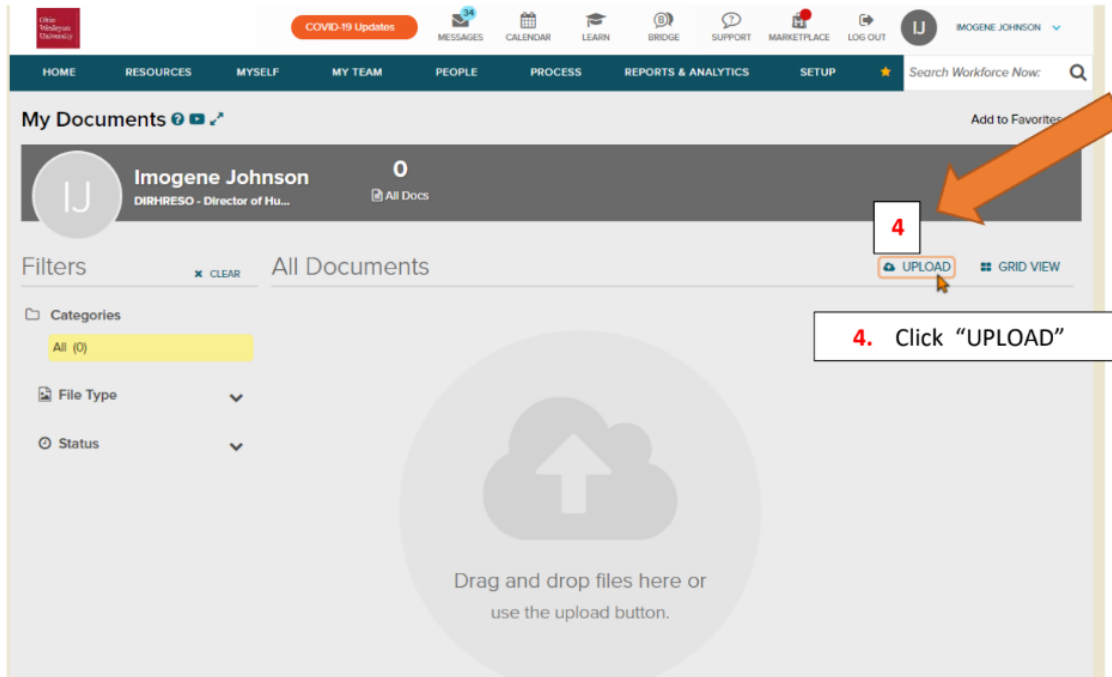 Ohio
Wesleyan
University
COVID-19 Updates
34
MESSAGES
CALENDAR
LEARN
BRIDGE
SUPPORT
MARKETPLACE
LOG OUT
IJ
IMOGENE JOHNSON
HOME RESOURCES MYSELF MY TEAM PEOPLE PROCESS REPORTS & ANALYTICS SETUP Search Workforce Now:
My Documents
Add to Favorites
IJ
Imogene Johnson
DIRHRESO - Director of Hu...
0
All Docs
4
Filters
x CLEAR
All Documents
UPLOAD
GRID VIEW
4. Click "UPLOAD"
Categories
All (0)
File Type
Status
Drag and drop files here or
use the upload button.